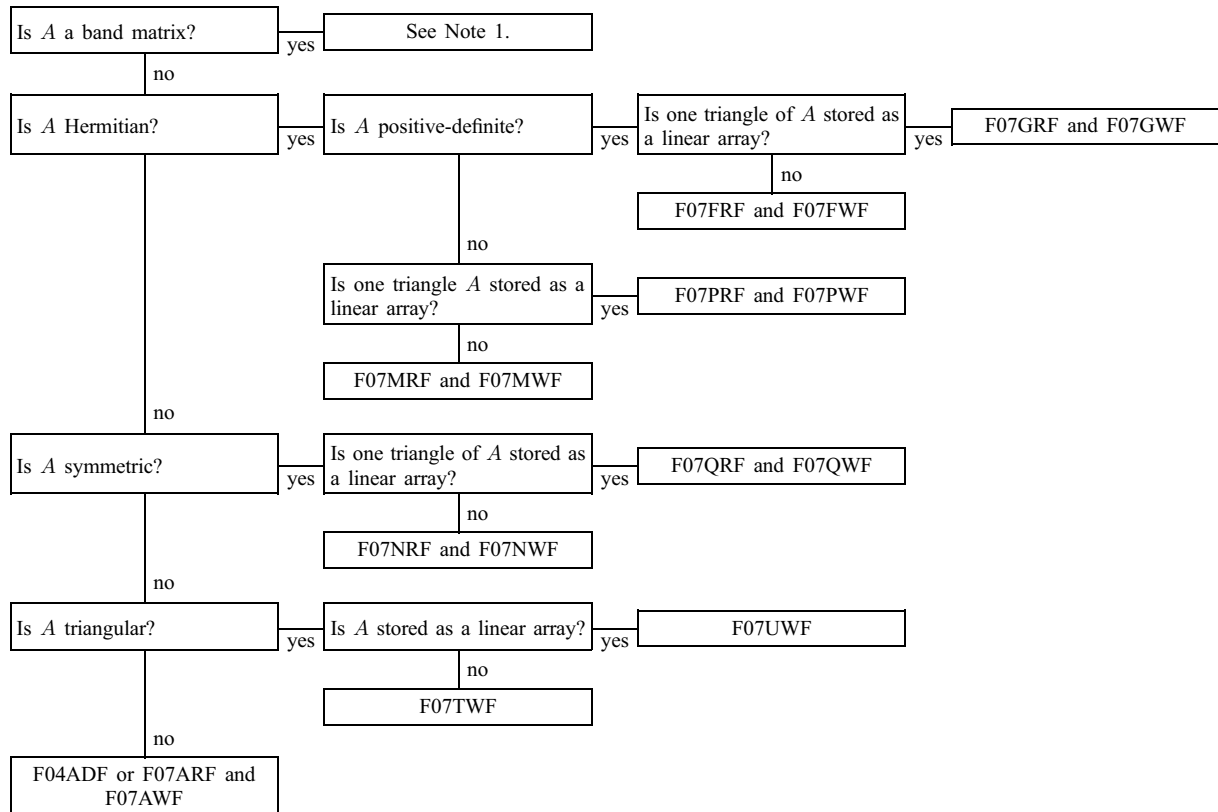 Is A a band matrix?
yes
See Note 1.
no
Is A Hermitian?
yes
Is A positive-definite?
yes
Is one triangle of A stored as
a linear array?
yes
F07GRF and F07GWF
no
F07FRF and F07FWF
no
Is one triangle A stored as a
linear array?
yes
F07PRF and F07PWF
no
F07MRF and F07MWF
no
Is A symmetric?
yes
Is one triangle of A stored as
a linear array?
yes
F07QRF and F07QWF
no
F07NRF and F07NWF
no
Is A triangular?
yes
Is A stored as a linear array?
yes
F07UWF
no
F07TWF
no
F04ADF or F07ARF and
F07AWF